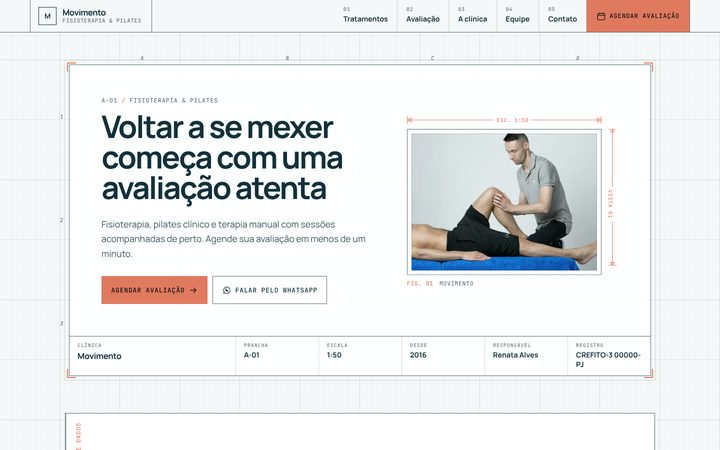 M
Movimento
FISIOTERAPIA & PILATES
01
Tratamentos
02
Avaliação
03
A clínica
04
Equipe
05
Contato
AGENDAR AVALIAÇÃO
A
B
C
D
1
2
3
A-01 / FISIOTERAPIA & PILATES
Voltar a se mexer
começa com uma
avaliação atenta
Fisioterapia, pilates clínico e terapia manual com sessões
acompanhadas de perto. Agende sua avaliação em menos de um
minuto.
AGENDAR AVALIAÇÃO →
FALAR PELO WHATSAPP
ESC. 1:50
VISTA 01
FIG. 01 MOVIMENTO
CLÍNICA
Movimento
PRANCHA
A-01
ESCALA
1:50
DESDE
2016
RESPONSÁVEL
Renata Alves
REGISTRO
CREFITO-3 00000-
PJ
E DADOS